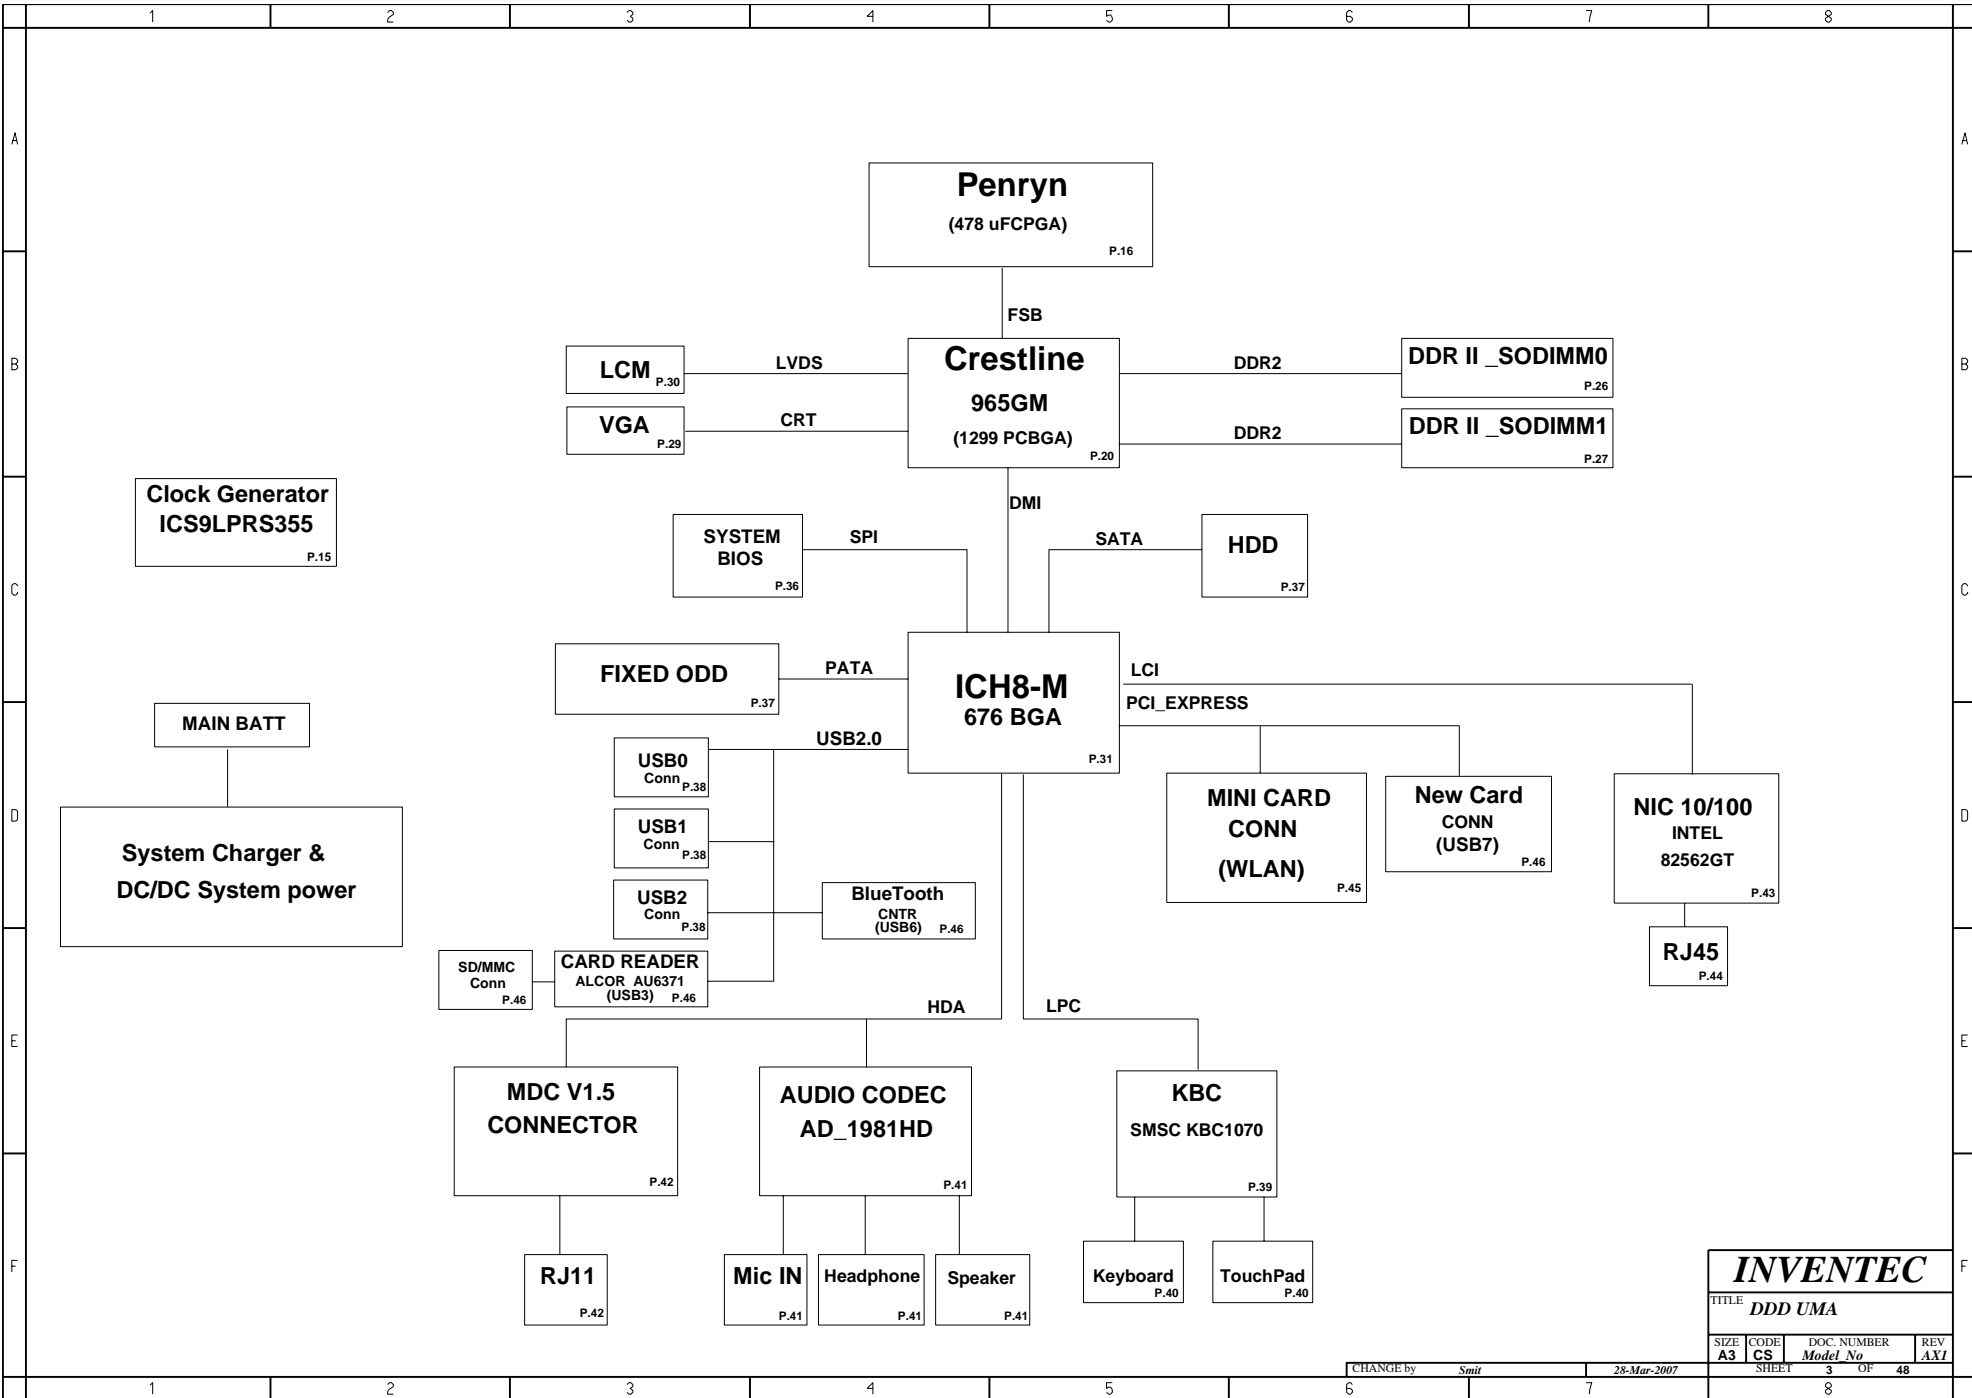 1 2 3 4 5 6 7 8
A A
Penryn
(478 uFCPGA)
P.16
FSB
B B
LCM P.30
LVDS
VGA P.29
CRT
Crestline
965GM
(1299 PCBGA)
P.20
DDR2
DDR II _SODIMM0
P.26
DDR2
DDR II _SODIMM1
P.27
Clock Generator
ICS9LPRS355
P.15
DMI
SYSTEM
BIOS
P.36
SPI
SATA
HDD
P.37
C C
FIXED ODD
P.37
PATA
ICH8-M
676 BGA
P.31
LCI
PCI_EXPRESS
MAIN BATT
USB2.0
USB0
Conn P.38
D D
System Charger &
DC/DC System power
USB1
Conn P.38
USB2
Conn P.38
BlueTooth
CNTR
(USB6) P.46
MINI CARD
CONN
(WLAN)
P.45
New Card
CONN
(USB7)
P.46
NIC 10/100
INTEL
82562GT
P.43
RJ45
P.44
SD/MMC
Conn
P.46
CARD READER
ALCOR AU6371
(USB3) P.46
HDA
LPC
E E
MDC V1.5
CONNECTOR
P.42
AUDIO CODEC
AD_1981HD
P.41
KBC
SMSC KBC1070
P.39
F F
RJ11
P.42
Mic IN
P.41
Headphone
P.41
Speaker
P.41
Keyboard
P.40
TouchPad
P.40
INVENTEC
TITLE DDD UMA
SIZE CODE DOC. NUMBER REV
A3 CS Model_No AX1
CHANGE by Smit 28-Mar-2007 SHEET 3 OF 48
1 2 3 4 5 6 7 8